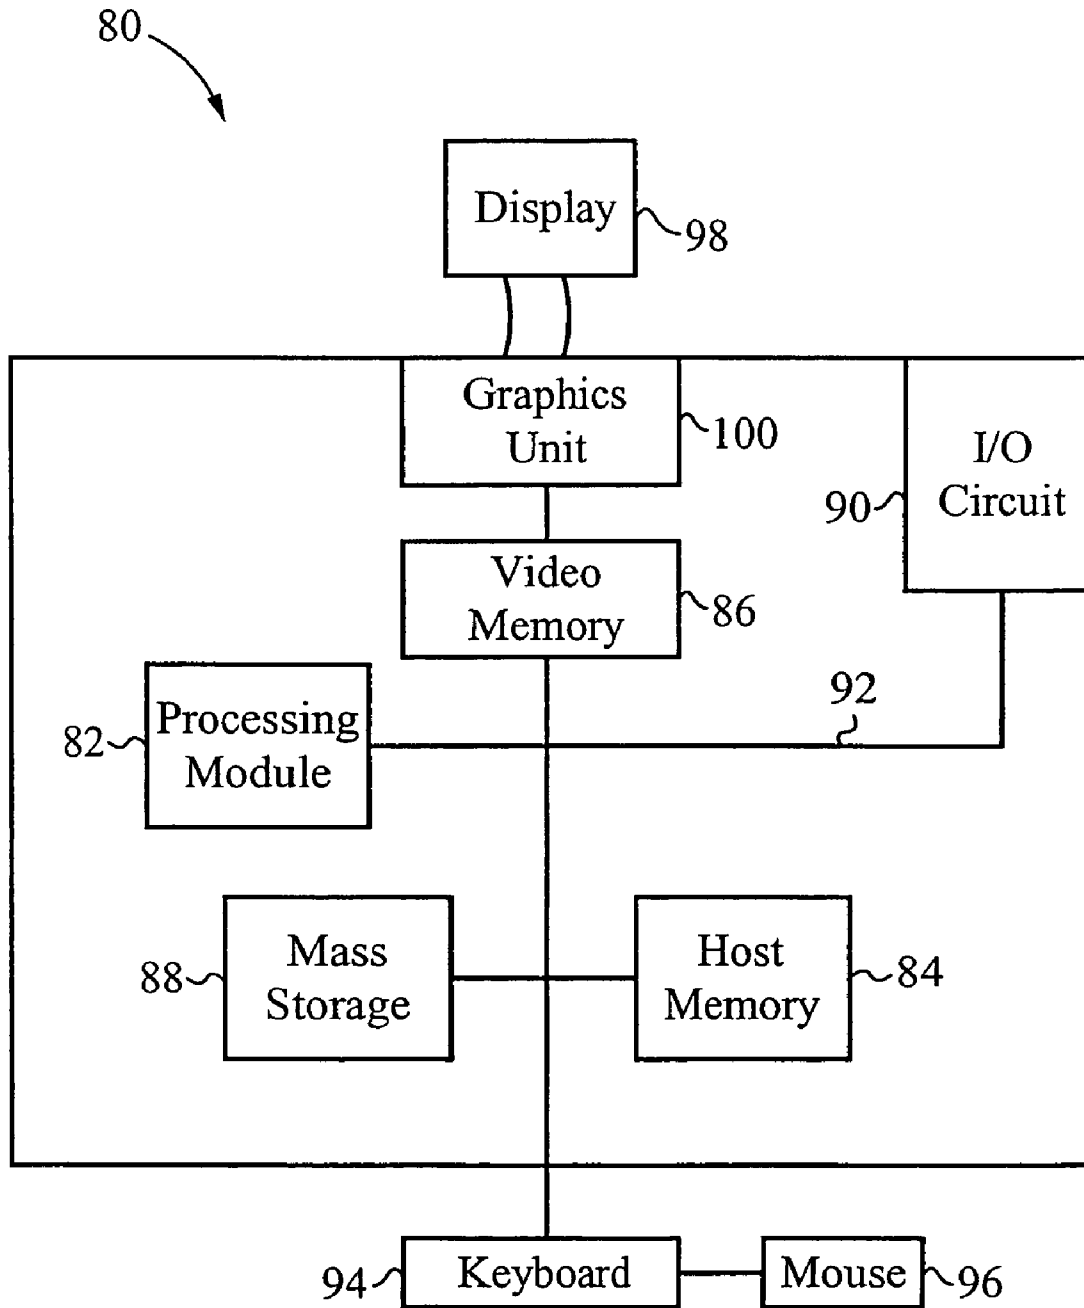 80
Display
98
Graphics
Unit
100
I/O
Circuit
90
Video
Memory
86
92
Processing
Module
82
Mass
Storage
88
Host
Memory
84
94
Keyboard
Mouse
96